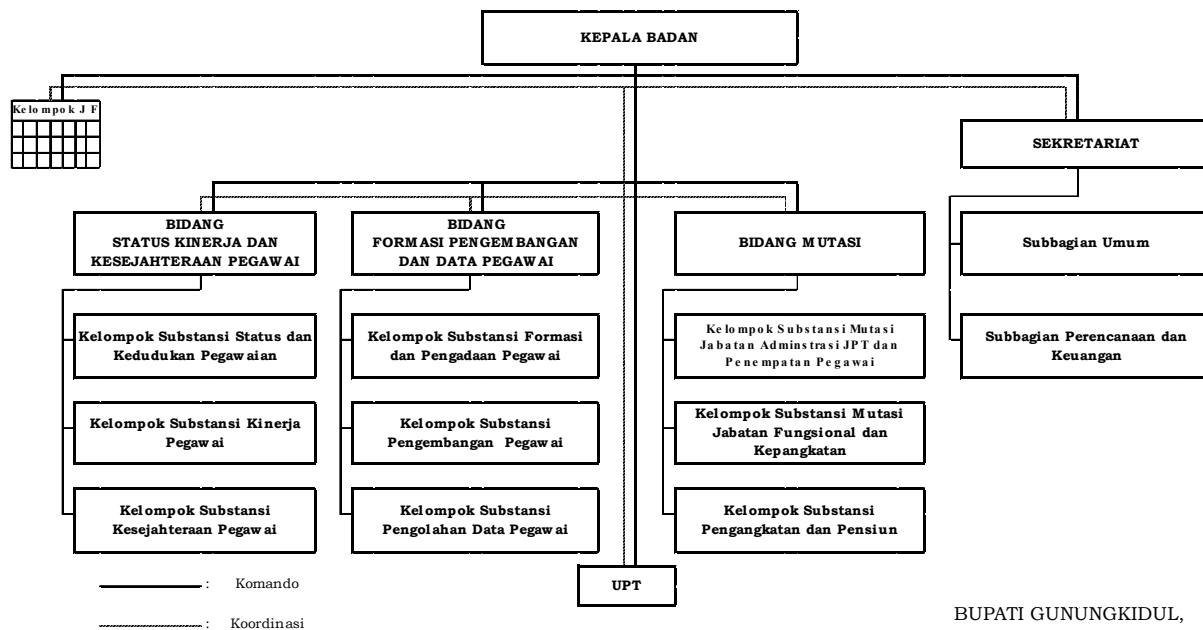 KEPALA BADAN
Kelompok J F
SEKRETARIAT
BIDANG
STATUS KINERJA DAN
KESEJAHTERAAN PEGAWAI
BIDANG
FORMASI PENGEMBANGAN
DAN DATA PEGAWAI
BIDANG MUTASI
Subbagian Umum
Kelompok Substansi Status dan
Kedudukan Pegawaian
Kelompok Substansi Formasi
dan Pengadaan Pegawai
Kelompok Substansi Mutasi
Jabatan Adminstrasi JPT dan
Penempatan Pegawai
Subbagian Perencanaan dan
Keuangan
Kelompok Substansi Kinerja
Pegawai
Kelompok Substansi
Pengembangan Pegawai
Kelompok Substansi Mutasi
Jabatan Fungsional dan
Kepangkatan
Kelompok Substansi
Kesejahteraan Pegawai
Kelompok Substansi
Pengolahan Data Pegawai
Kelompok Substansi
Pengangkatan dan Pensiun
: Komando
UPT
: Koordinasi
BUPATI GUNUNGKIDUL,